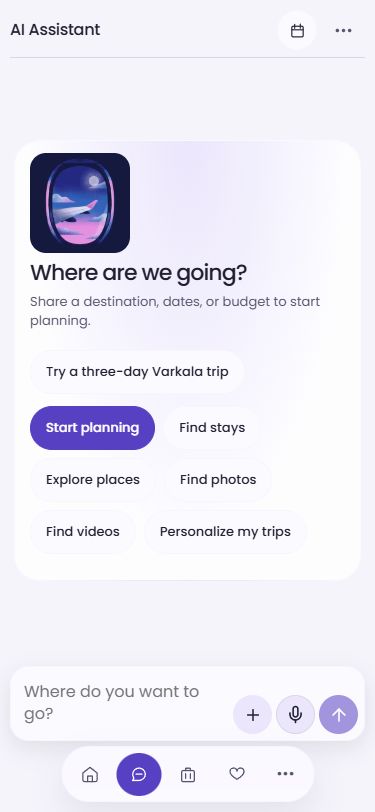 AI Assistant
Where are we going?
Share a destination, dates, or budget to start
planning.
Try a three-day Varkala trip
Start planning
Find stays
Explore places
Find photos
Find videos
Personalize my trips
Where do you want to
go?